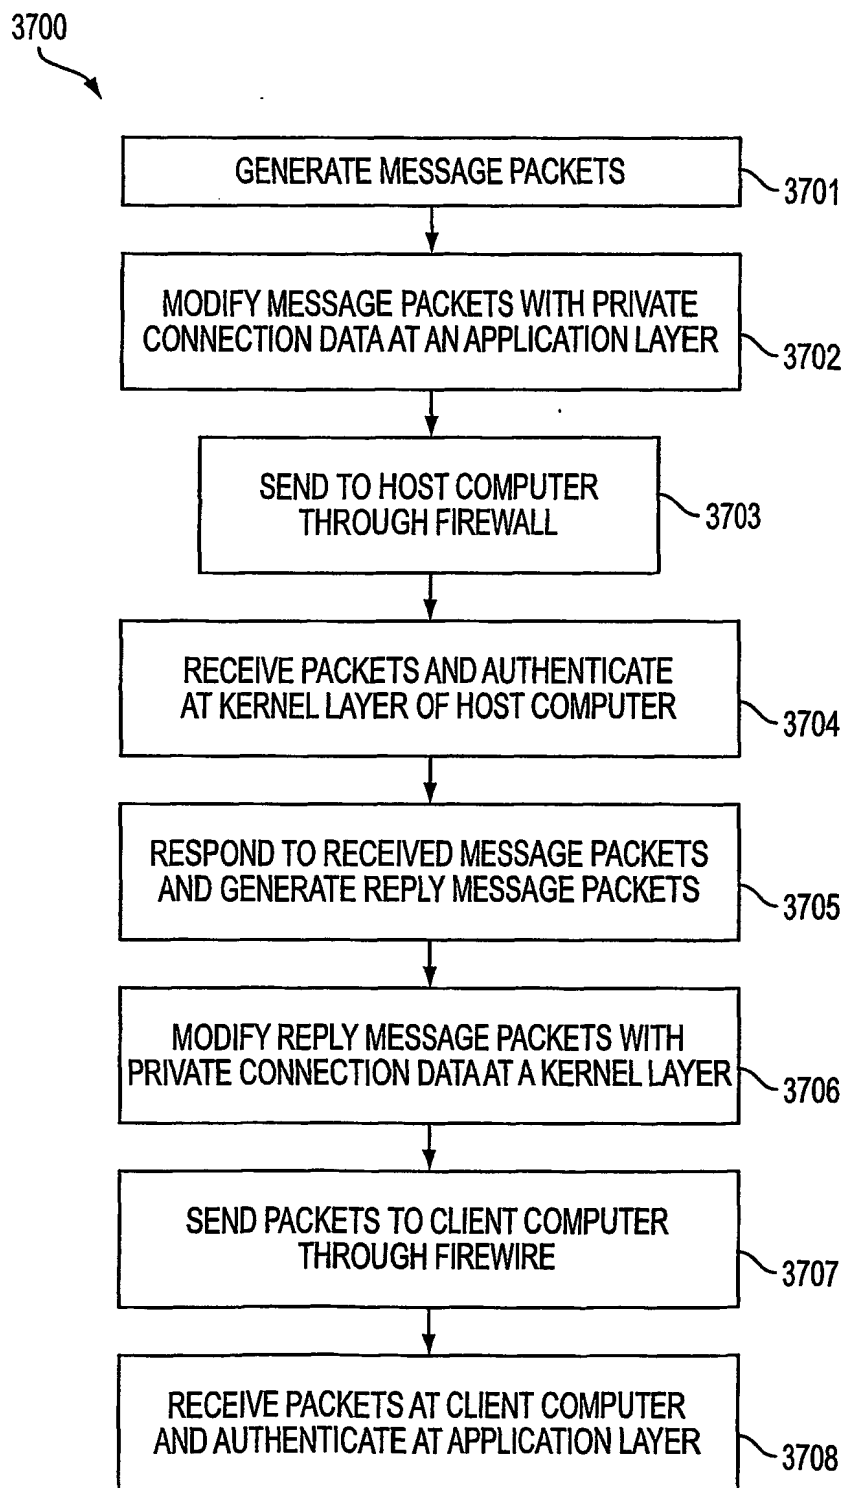 3700
GENERATE MESSAGE PACKETS
3701
MODIFY MESSAGE PACKETS WITH PRIVATE
CONNECTION DATA AT AN APPLICATION LAYER
3702
SEND TO HOST COMPUTER
THROUGH FIREWALL
3703
RECEIVE PACKETS AND AUTHENTICATE
AT KERNEL LAYER OF HOST COMPUTER
3704
RESPOND TO RECEIVED MESSAGE PACKETS
AND GENERATE REPLY MESSAGE PACKETS
3705
MODIFY REPLY MESSAGE PACKETS WITH
PRIVATE CONNECTION DATA AT A KERNEL LAYER
3706
SEND PACKETS TO CLIENT COMPUTER
THROUGH FIREWIRE
3707
RECEIVE PACKETS AT CLIENT COMPUTER
AND AUTHENTICATE AT APPLICATION LAYER
3708